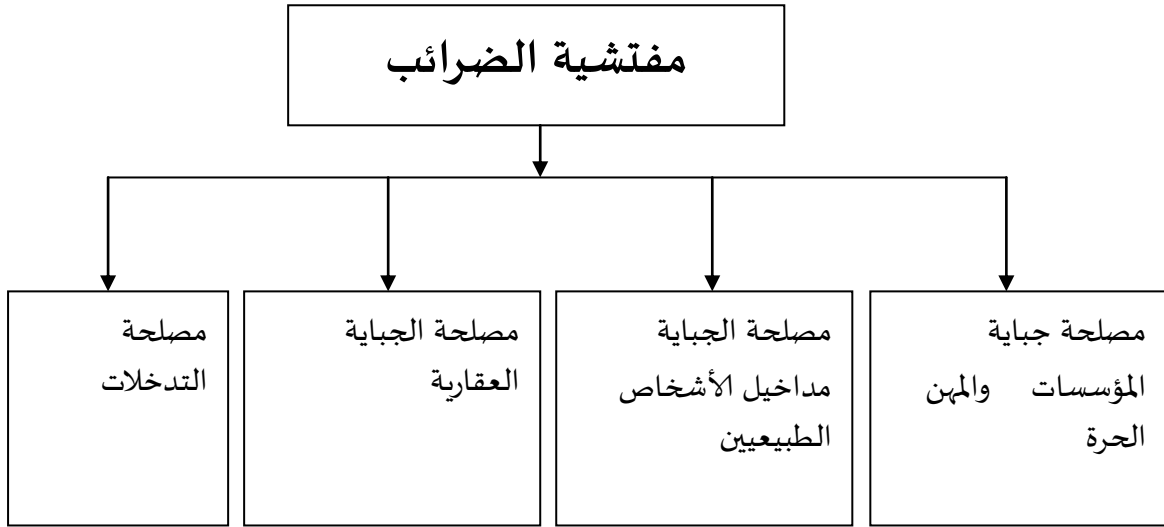 مفتشية الضرائب
مصلحة جباية
المؤسسات والمهن
الحرة
مصلحة الجباية
مداخيل الأشخاص
الطبيعيين
مصلحة الجباية
العقارية
مصلحة
التدخلات